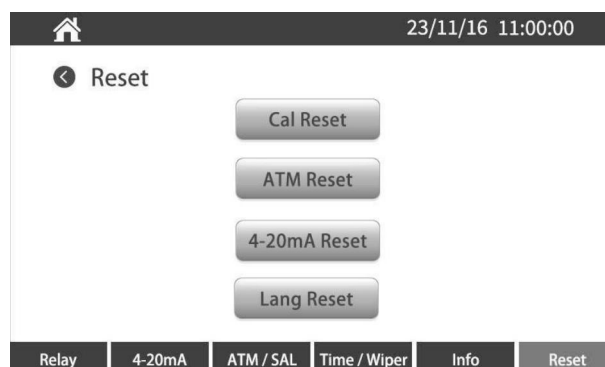 23/11/16 11:00:00
Reset
Cal Reset
ATM Reset
4-20mA Reset
Lang Reset
Relay 4-20mA ATM / SAL Time / Wiper Info Reset